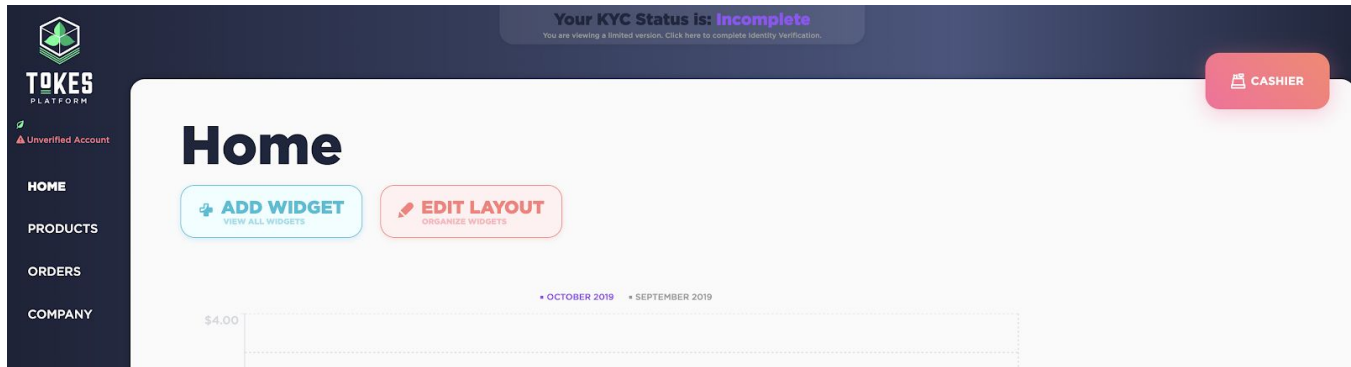 Your KYC Status is: Incomplete
You are viewing a limited version. Click here to complete Identity Verification.
TOKES
PLATFORM
Unverified Account
CASHIER
HOME
PRODUCTS
ORDERS
COMPANY
Home
ADD WIDGET
VIEW ALL WIDGETS
EDIT LAYOUT
ORGANIZE WIDGETS
OCTOBER 2019 SEPTEMBER 2019
$4.00